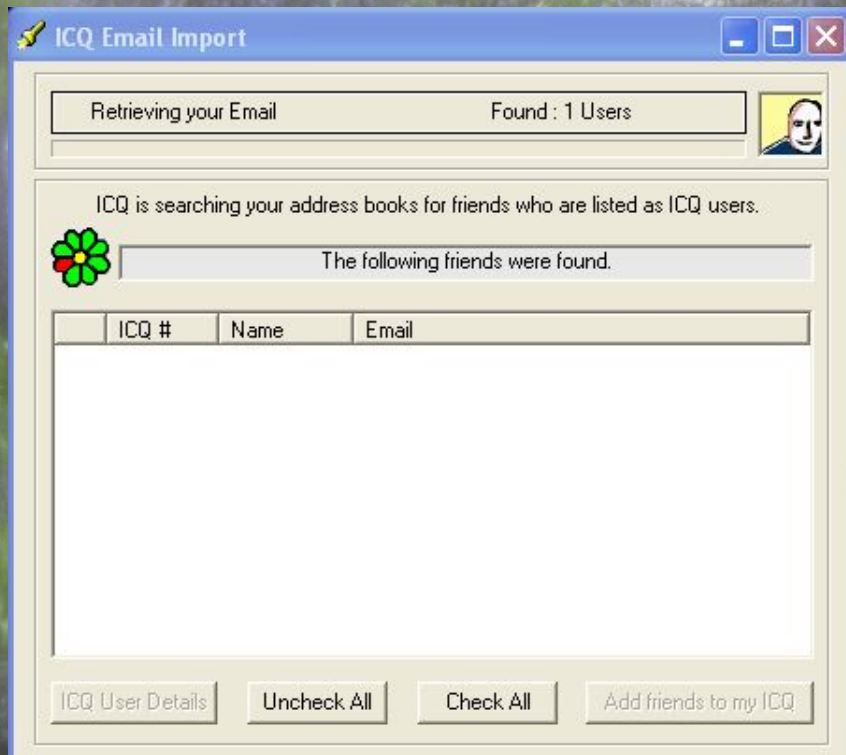 ICQ Email Import
Retrieving your Email Found : 1 Users
ICQ is searching your address books for friends who are listed as ICQ users.
The following friends were found.
ICQ # Name Email
ICQ User Details Uncheck All Check All Add friends to my ICQ